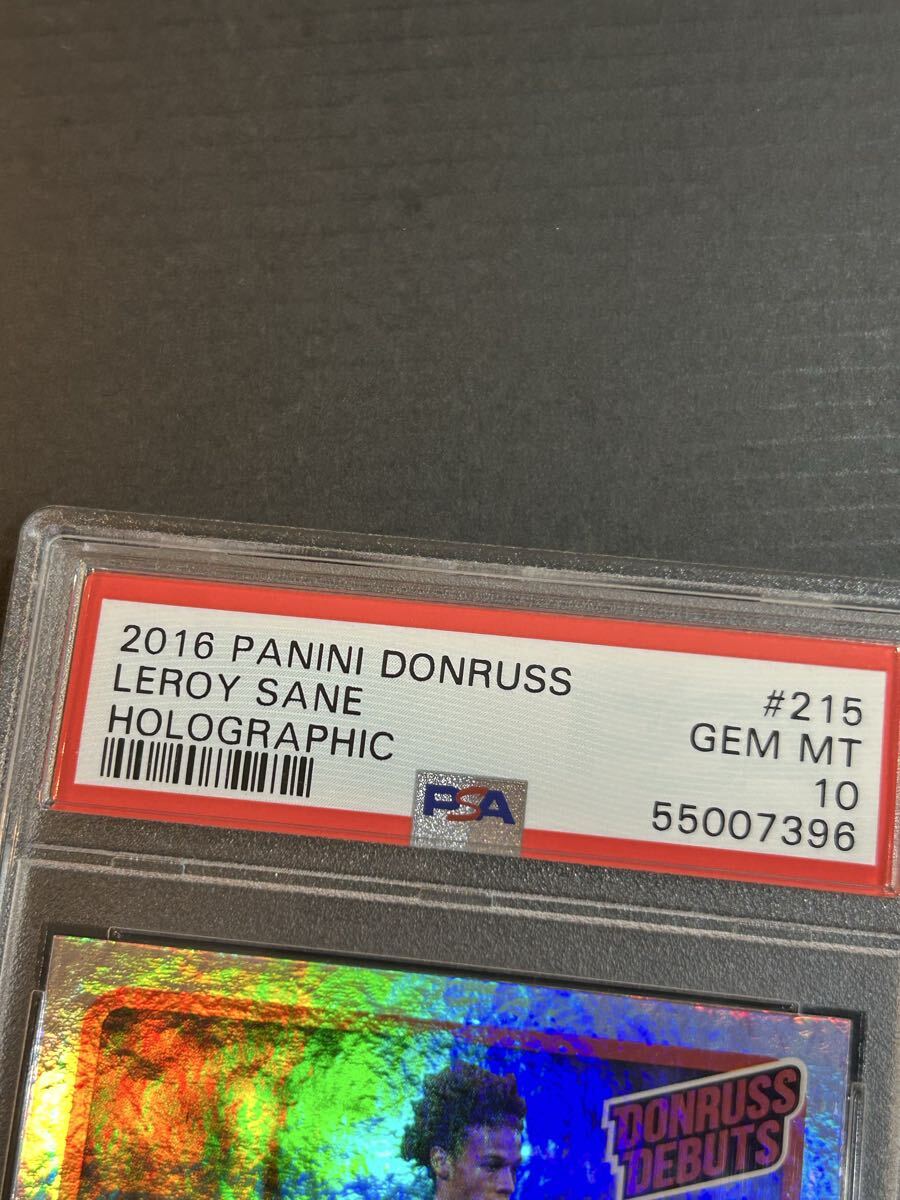 2016 PANINI DONRUSS
LEROY SANE
HOLOGRAPHIC
#215
GEM MT
10
55007396
PSA
DONRUSS
DEBUTS